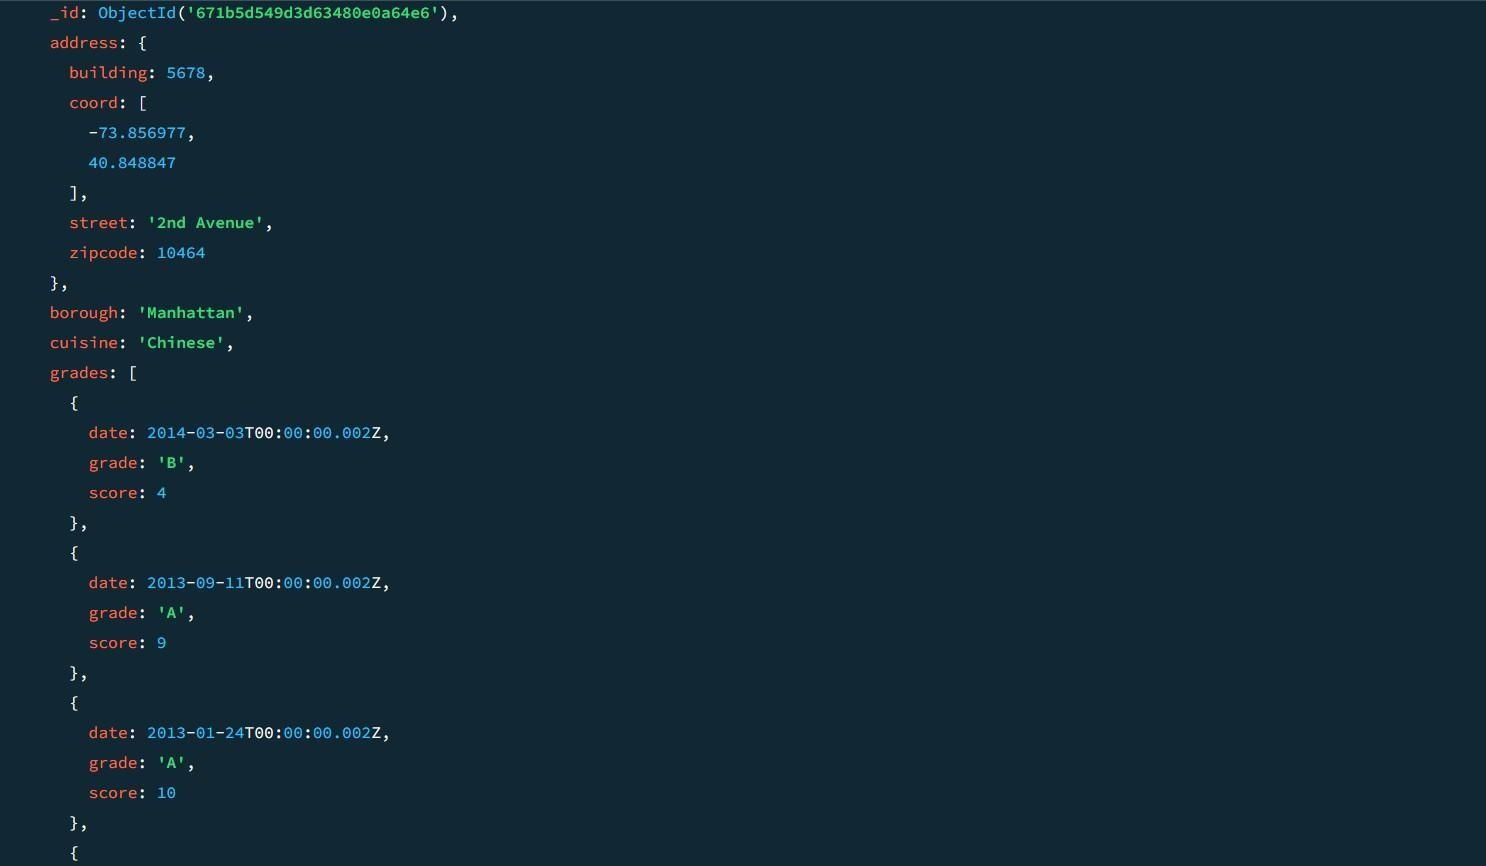 _id: ObjectId('671b5d549d3d63480e0a64e6'),
address: {
building: 5678,
coord: [
-73.856977,
40.848847
],
street: '2nd Avenue',
zipcode: 10464
},
borough: 'Manhattan',
cuisine: 'Chinese',
grades: [
{
date: 2014-03-03T00:00:00.002Z,
grade: 'B',
score: 4
},
{
date: 2013-09-11T00:00:00.002Z,
grade: 'A',
score: 9
},
{
date: 2013-01-24T00:00:00.002Z,
grade: 'A',
score: 10
},
{